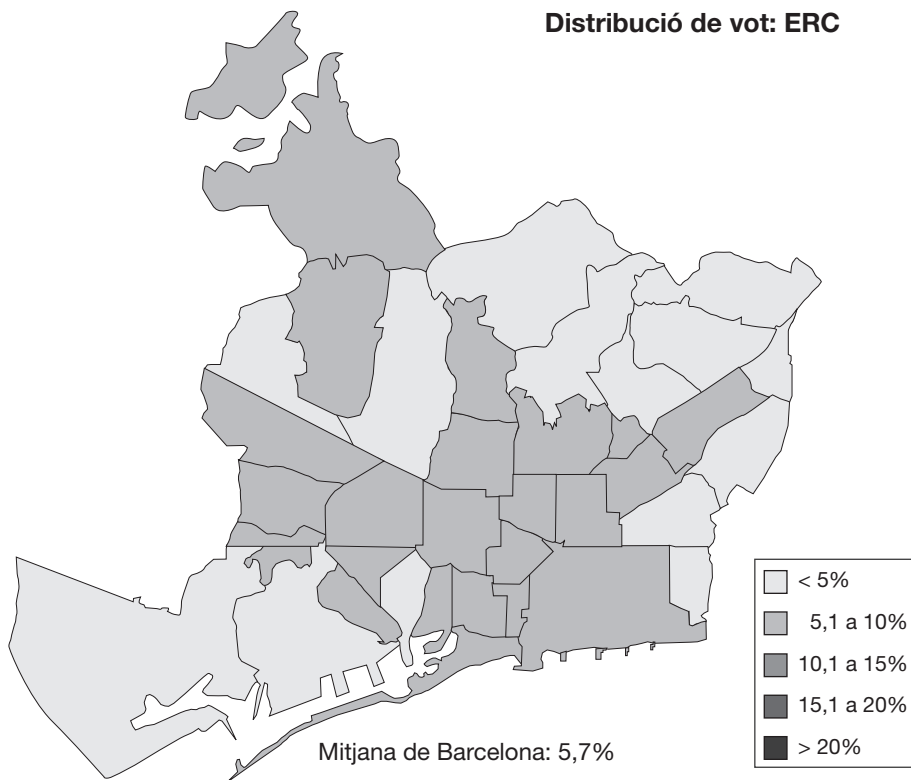 Distribució de vot: ERC
< 5%
5,1 a 10%
10,1 a 15%
15,1 a 20%
> 20%
Mitjana de Barcelona: 5,7%